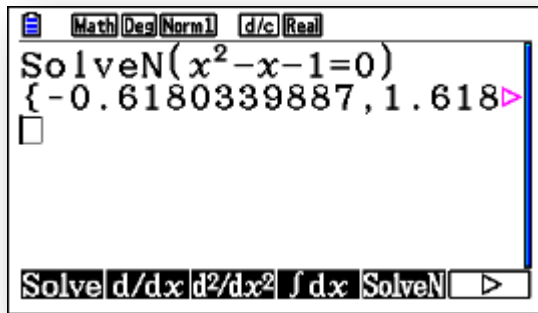 Math Deg Norm1 d/c Real
SolveN(x²-x-1=0)
{-0.6180339887,1.618
Solve d/dx d²/dx² ∫dx SolveN ▷